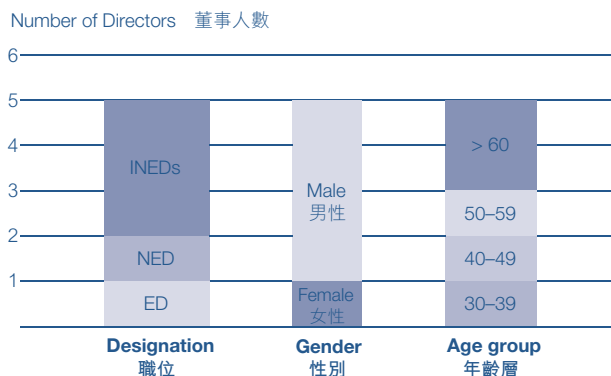 Number of Directors 董事人數
6
5
4
3
2
1
INEDs
NED
ED
Male
男性
Female
女性
> 60
50–59
40–49
30–39
Designation
職位
Gender
性別
Age group
年齡層